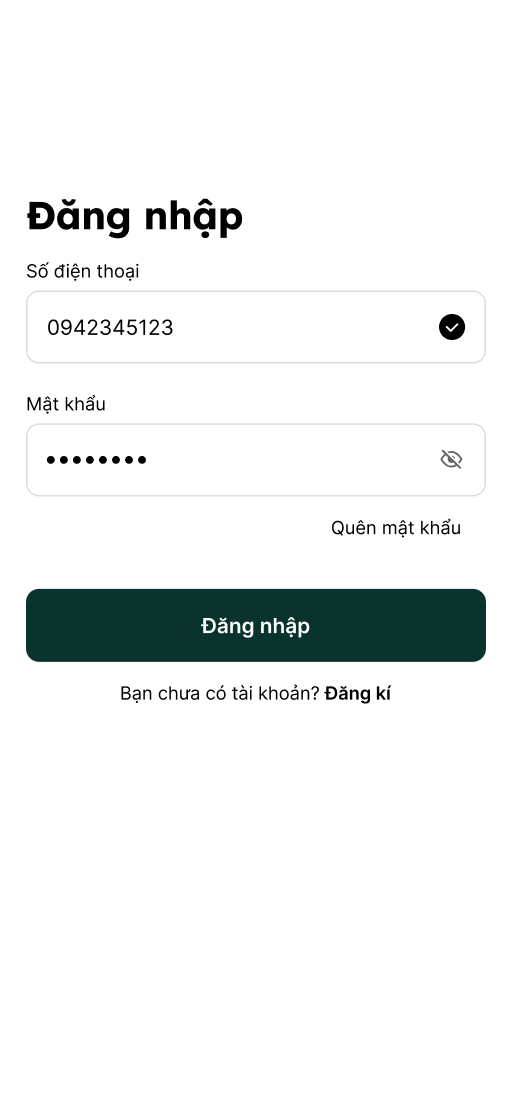 Đăng nhập
Số điện thoại
0942345123
Mật khẩu
••••••••
Quên mật khẩu
Đăng nhập
Bạn chưa có tài khoản? Đăng kí